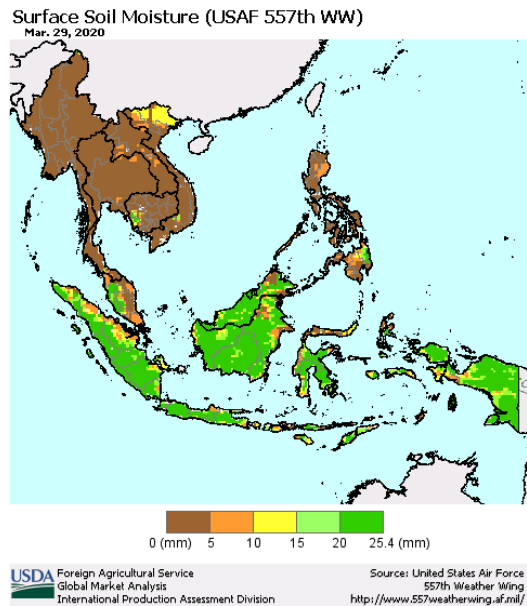 Surface Soil Moisture (USAF 557th WW)
Mar. 29, 2020
0 (mm) 5 10 15 20 25.4 (mm)
USDA Foreign Agricultural Service
Global Market Analysis
International Production Assessment Division
Source: United States Air Force
557th Weather Wing
http://www.557weatherwing.af.mil/